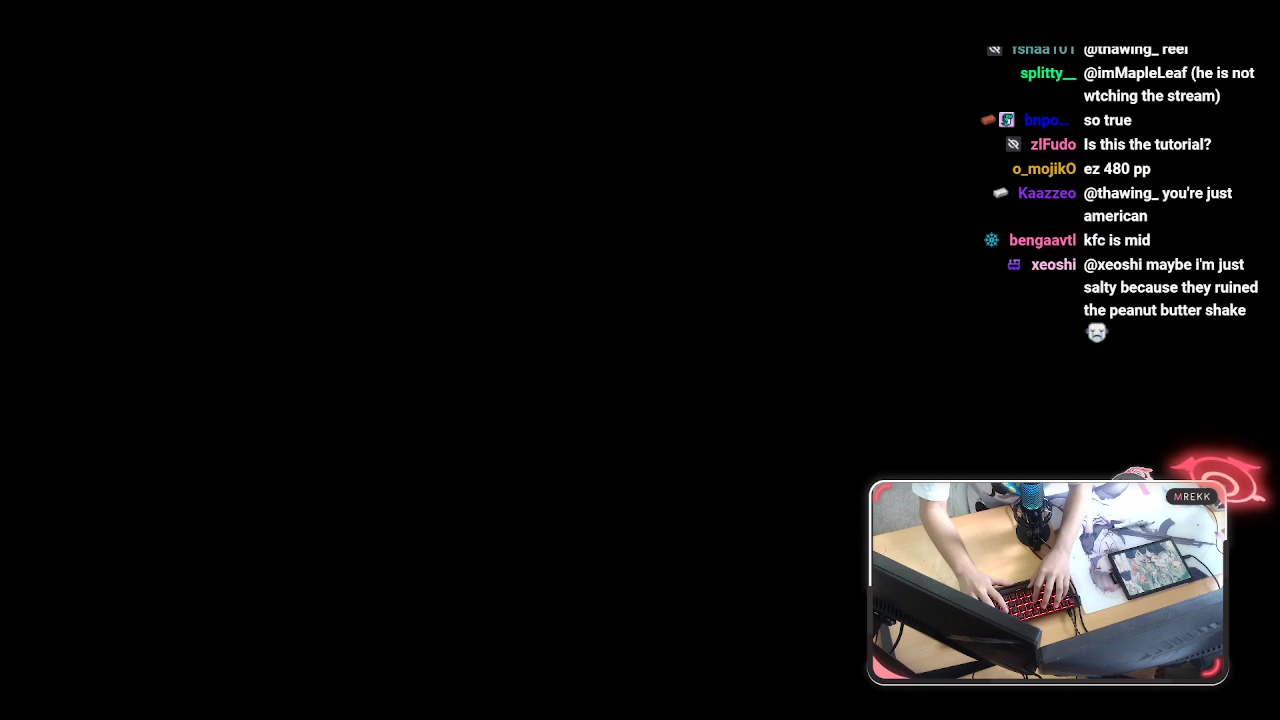 Yshaa101 @thawing_ reel
splitty__ @imMapleLeaf (he is not
wtching the stream)
bnpo... so true
zlFudo Is this the tutorial?
o_mojikO ez 480 pp
Kaazzeo @thawing_ you're just
american
bengaavtl kfc is mid
xeoshi @xeoshi maybe i'm just
salty because they ruined
the peanut butter shake
MREKK